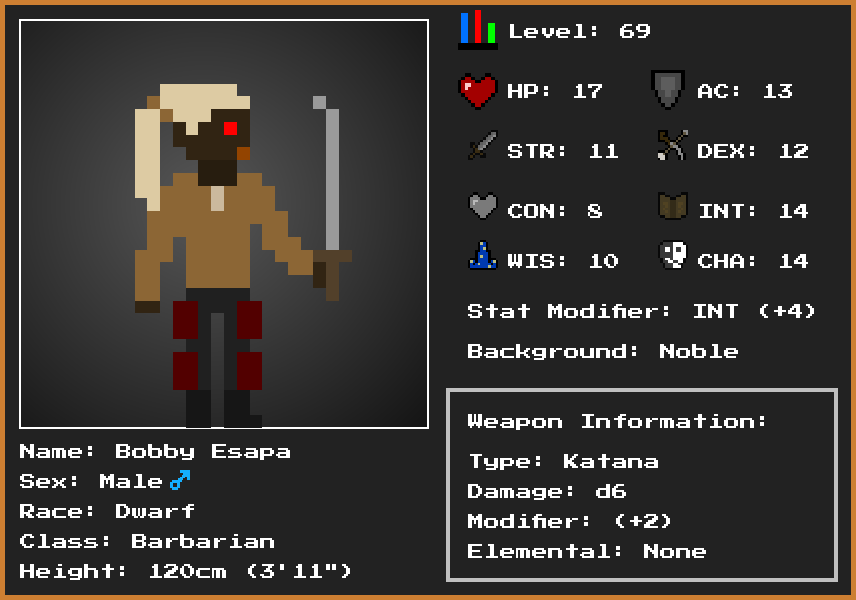 Level: 69
HP: 17
AC: 13
STR: 11
DEX: 12
CON: 8
INT: 14
WIS: 10
CHA: 14
Stat Modifier: INT (+4)
Background: Noble
Weapon Information:
Type: Katana
Damage: d6
Modifier: (+2)
Elemental: None
Name: Bobby Esapa
Sex: Male♂
Race: Dwarf
Class: Barbarian
Height: 120cm (3'11")